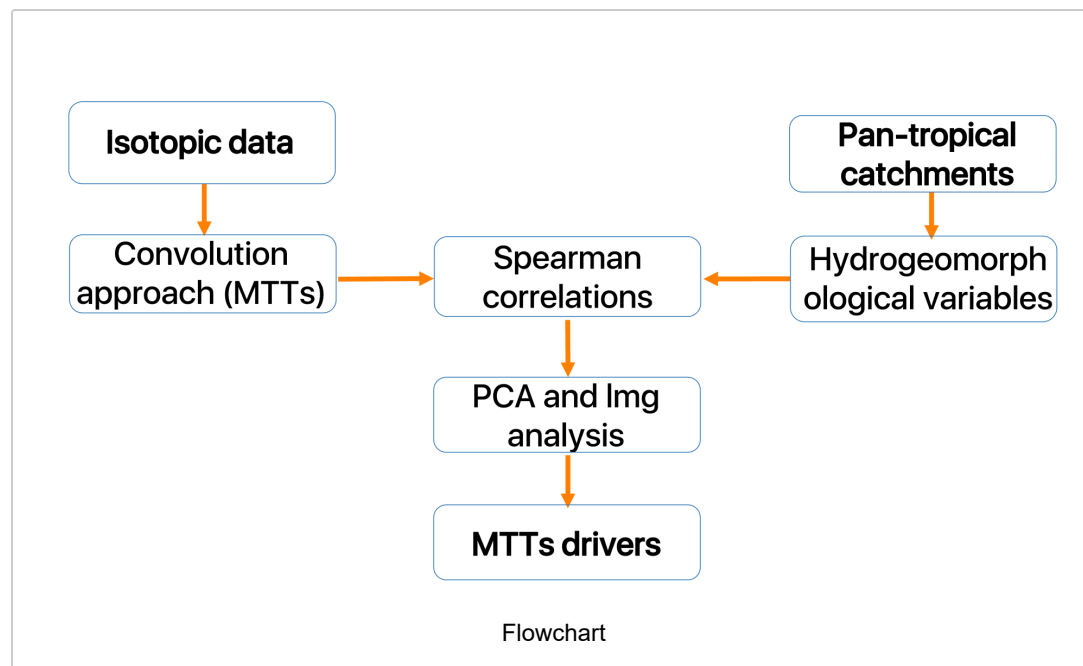 Isotopic data
Pan-tropical
catchments
Convolution
approach (MTTs)
Spearman
correlations
Hydrogeomorph
ological variables
PCA and lmg
analysis
MTTs drivers
Flowchart